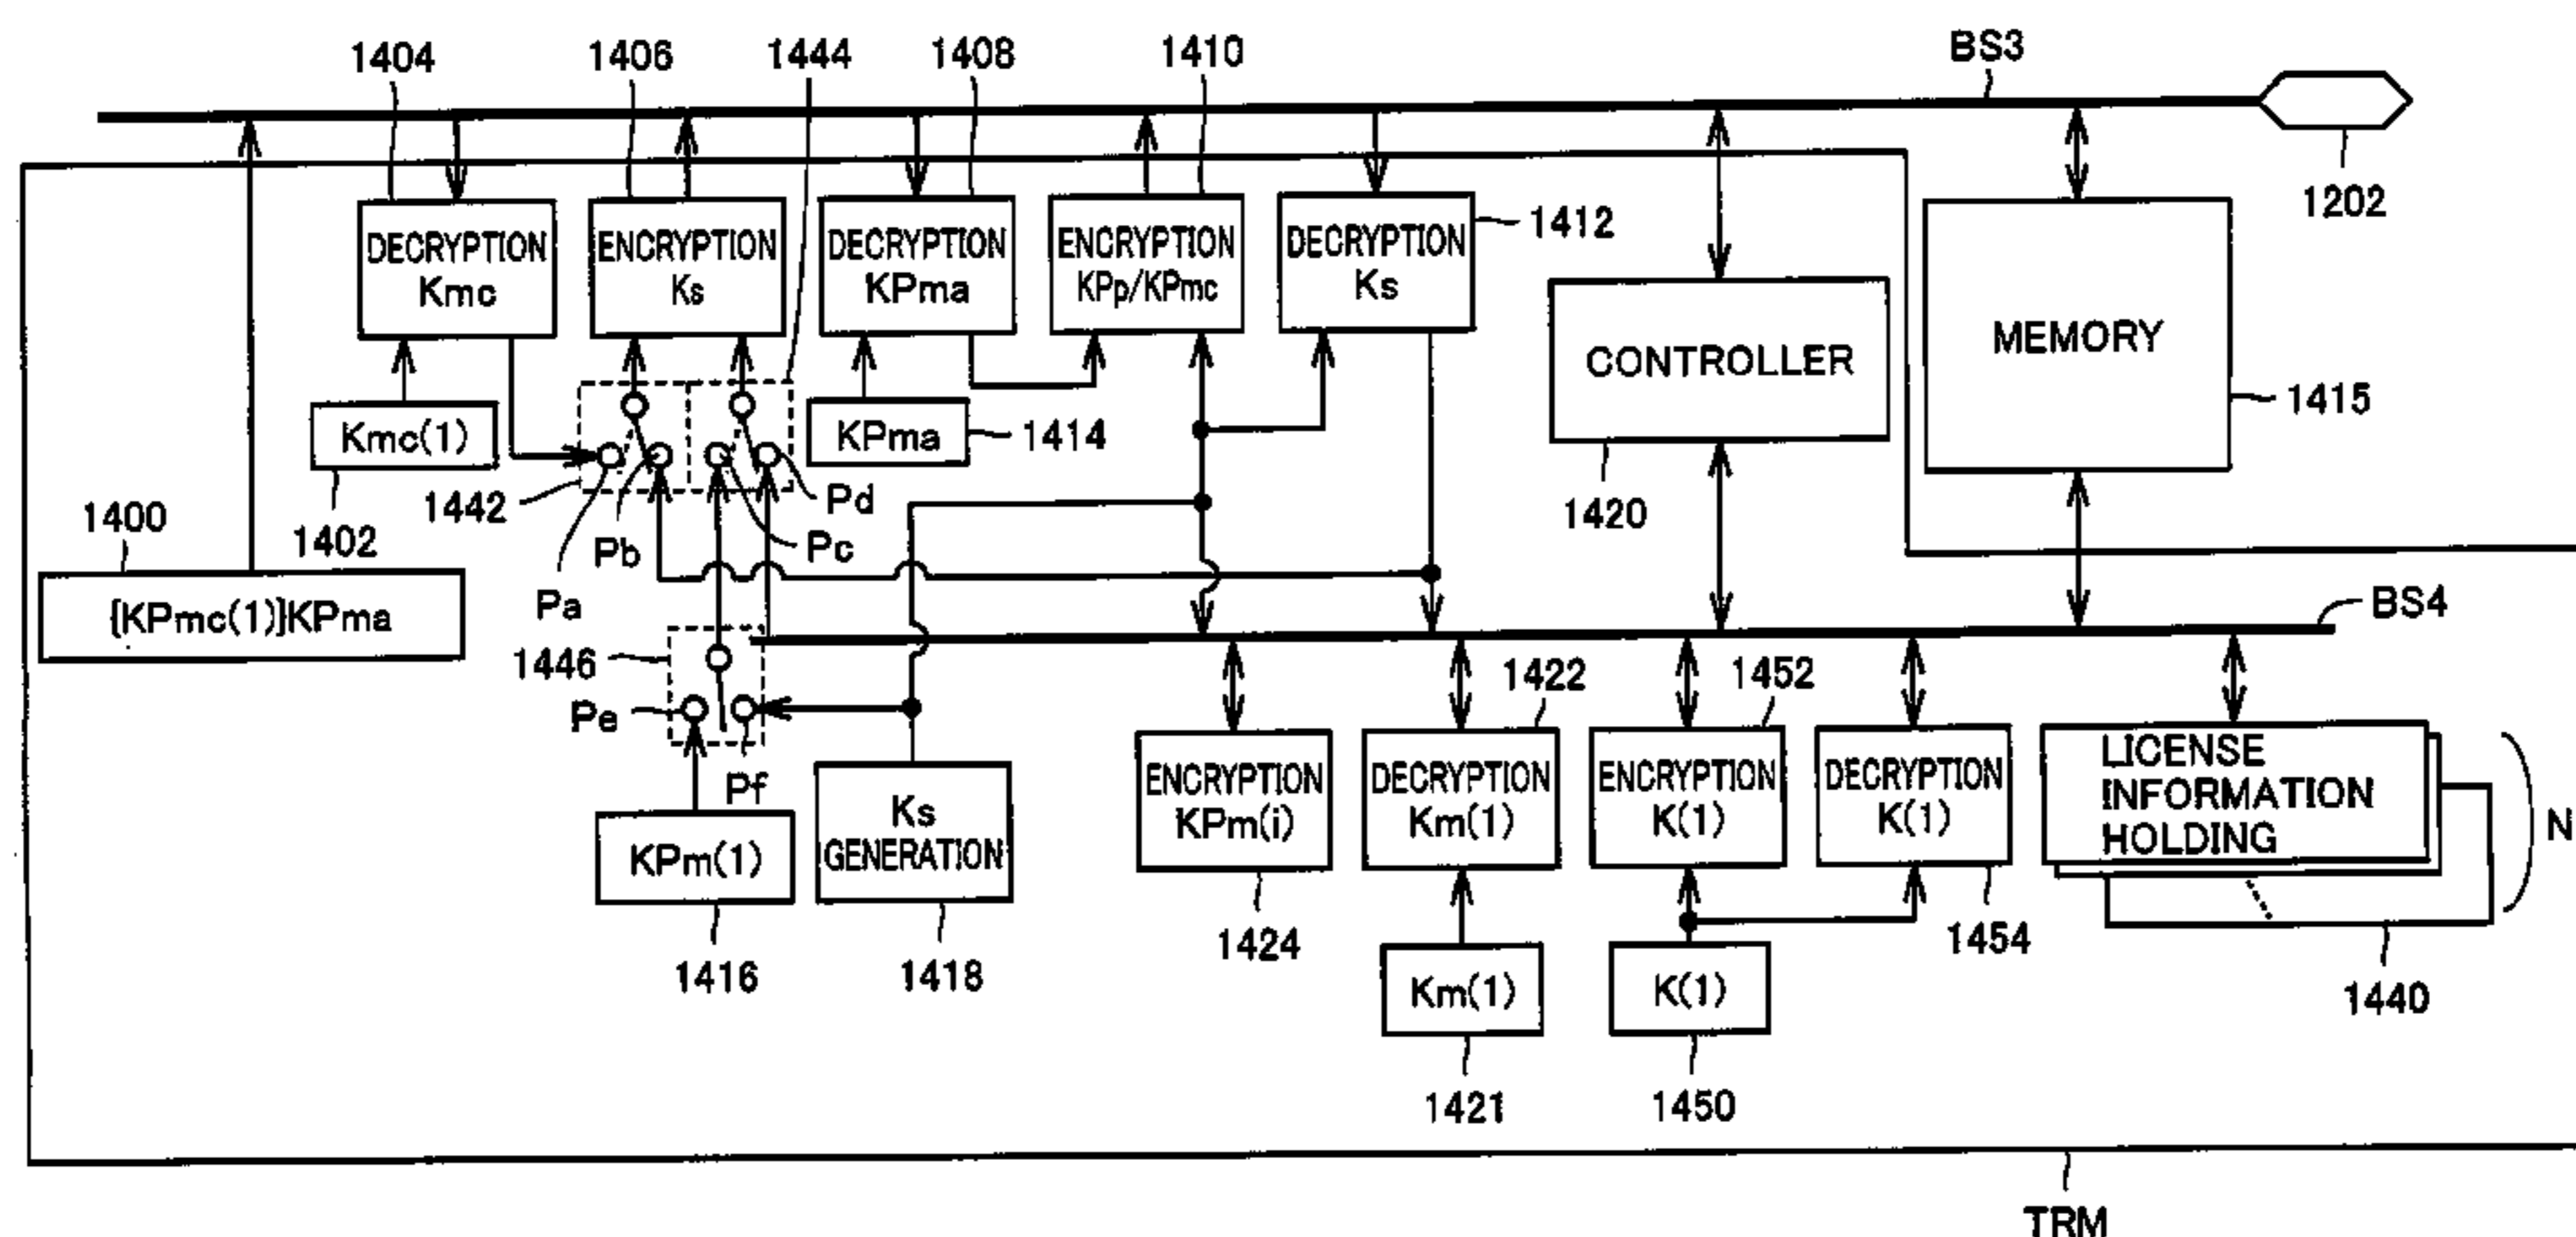 1404
1406
1444
1408
1410
BS3
1202
DECRYPTION
Kmc
ENCRYPTION
Ks
DECRYPTION
KPma
ENCRYPTION
KPp/KPmc
DECRYPTION
Ks
1412
CONTROLLER
MEMORY
1415
Kmc(1)
KPma
1414
1442
Pd
1420
1400
1402
Pb
Pc
Pa
{KPmc(1)}KPma
BS4
1446
1422
1452
Pe
Pf
KPm(1)
Ks
GENERATION
ENCRYPTION
KPm(i)
DECRYPTION
Km(1)
ENCRYPTION
K(1)
DECRYPTION
K(1)
LICENSE
INFORMATION
HOLDING
N
1416
1418
1424
1454
1440
Km(1)
K(1)
1421
1450
TRM